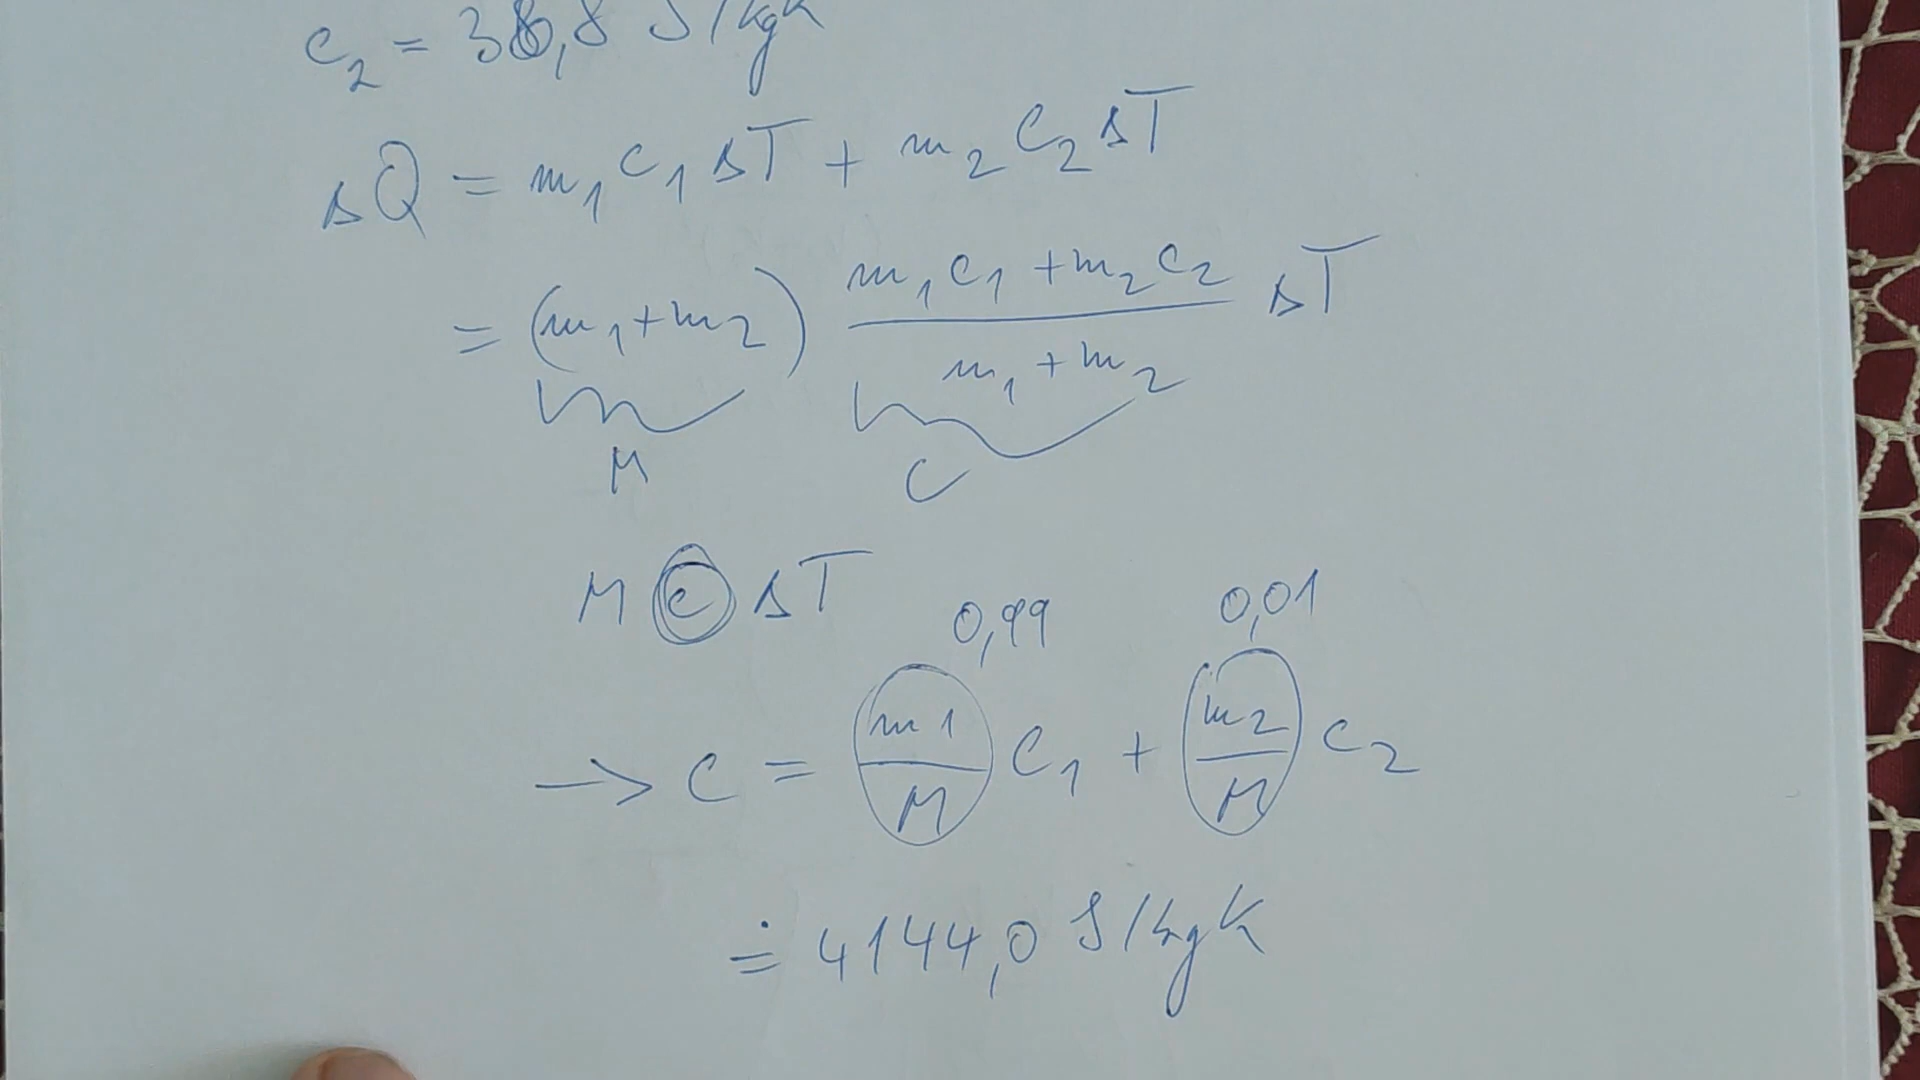 c₂ = 38,8 J/kgK
ΔQ = m₁c₁ΔT + m₂c₂ΔT
= (m₁+m₂) (m₁c₁+m₂c₂)/(m₁+m₂) ΔT
M C
M c ΔT
0,99 0,01
→ c = m1/M c₁ + m2/M c₂
≐ 4144,0 J/kgK